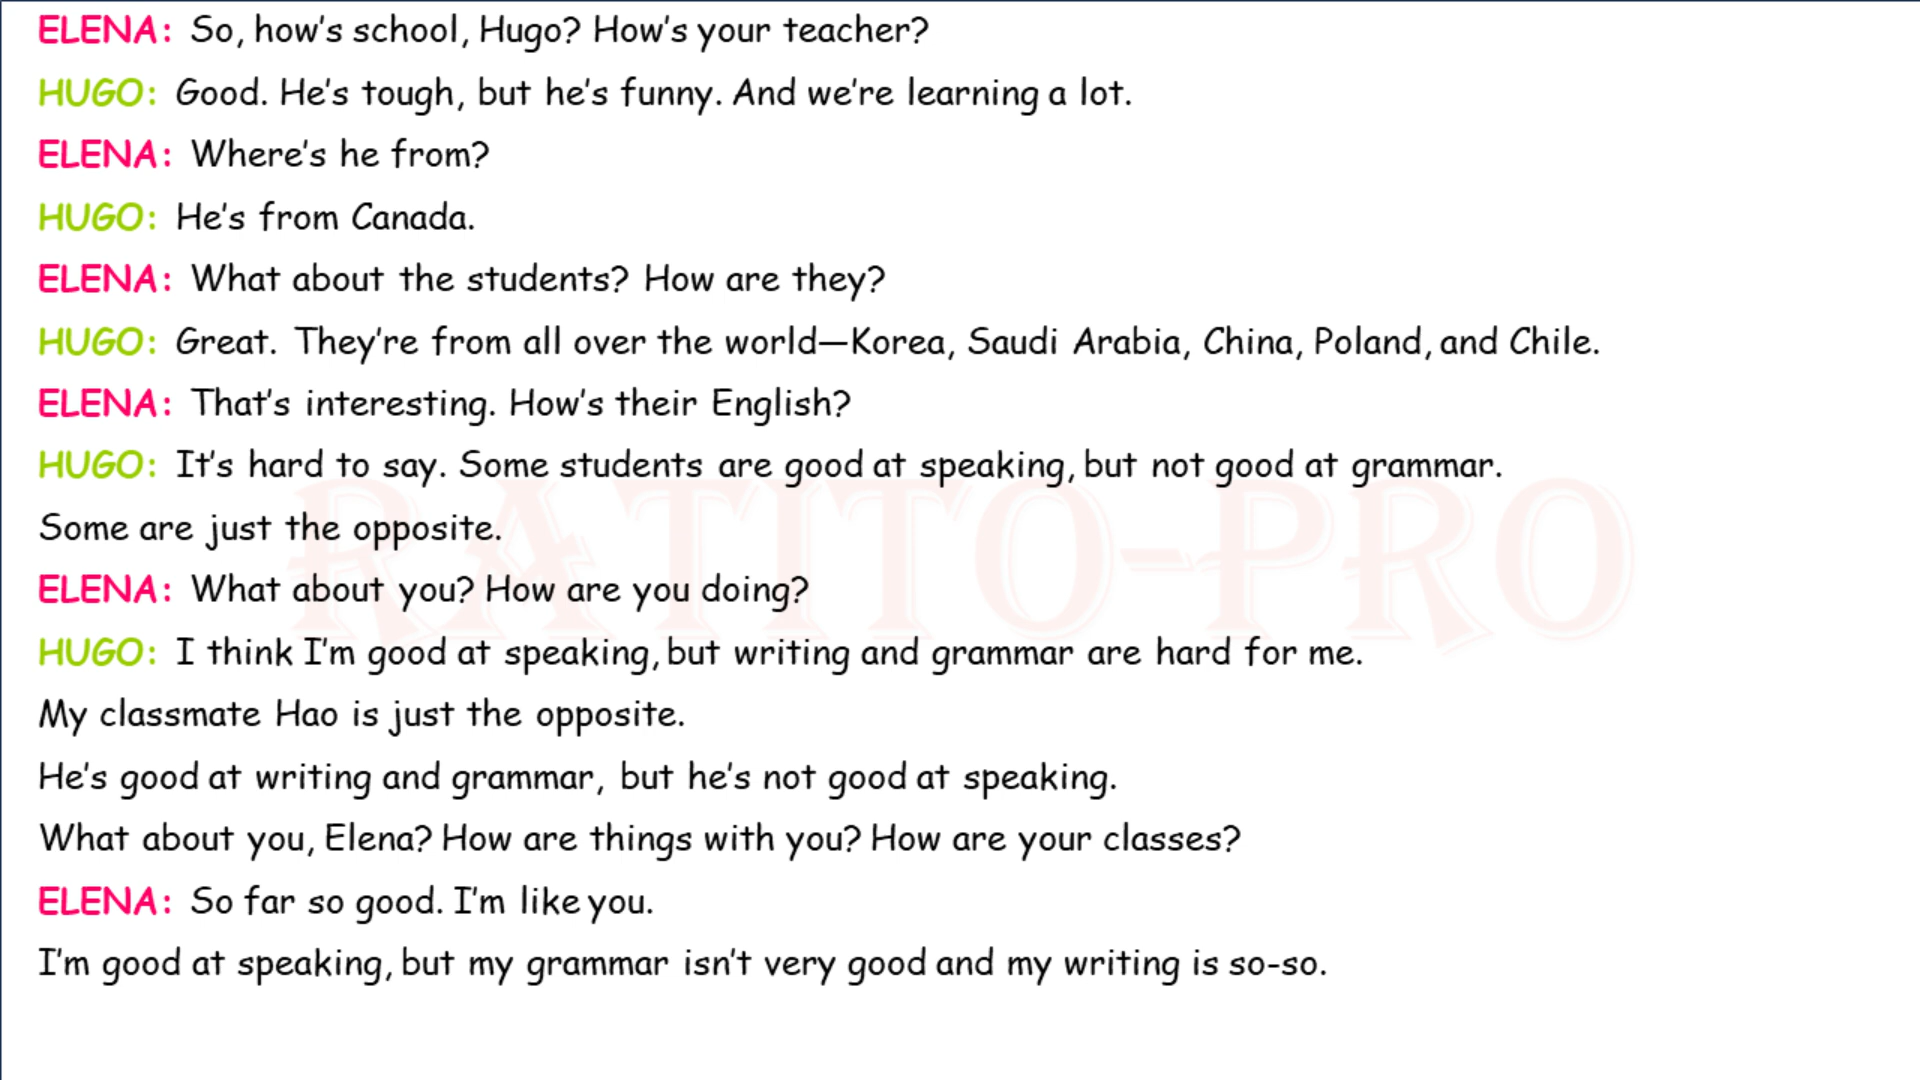 ELENA: So, how's school, Hugo? How's your teacher?
HUGO: Good. He's tough, but he's funny. And we're learning a lot.
ELENA: Where's he from?
HUGO: He's from Canada.
ELENA: What about the students? How are they?
HUGO: Great. They're from all over the world—Korea, Saudi Arabia, China, Poland, and Chile.
ELENA: That's interesting. How's their English?
HUGO: It's hard to say. Some students are good at speaking, but not good at grammar.
Some are just the opposite.
RATITO-PRO
ELENA: What about you? How are you doing?
HUGO: I think I'm good at speaking, but writing and grammar are hard for me.
My classmate Hao is just the opposite.
He's good at writing and grammar, but he's not good at speaking.
What about you, Elena? How are things with you? How are your classes?
ELENA: So far so good. I'm like you.
I'm good at speaking, but my grammar isn't very good and my writing is so-so.